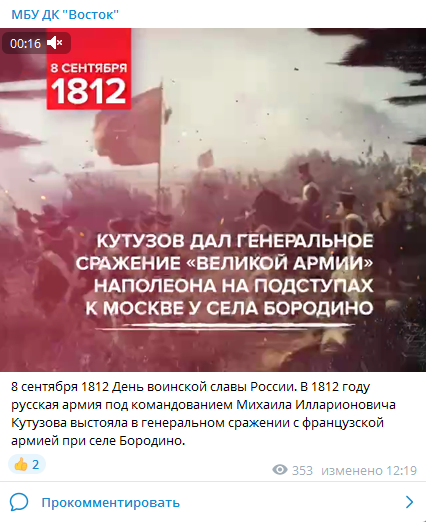 МБУ ДК "Восток"
00:16
8 СЕНТЯБРЯ
1812
КУТУЗОВ ДАЛ ГЕНЕРАЛЬНОЕ
СРАЖЕНИЕ «ВЕЛИКОЙ АРМИИ»
НАПОЛЕОНА НА ПОДСТУПАХ
К МОСКВЕ У СЕЛА БОРОДИНО
8 сентября 1812 День воинской славы России. В 1812 году
русская армия под командованием Михаила Илларионовича
Кутузова выстояла в генеральном сражении с французской
армией при селе Бородино.
2
353 изменено 12:19
Прокомментировать